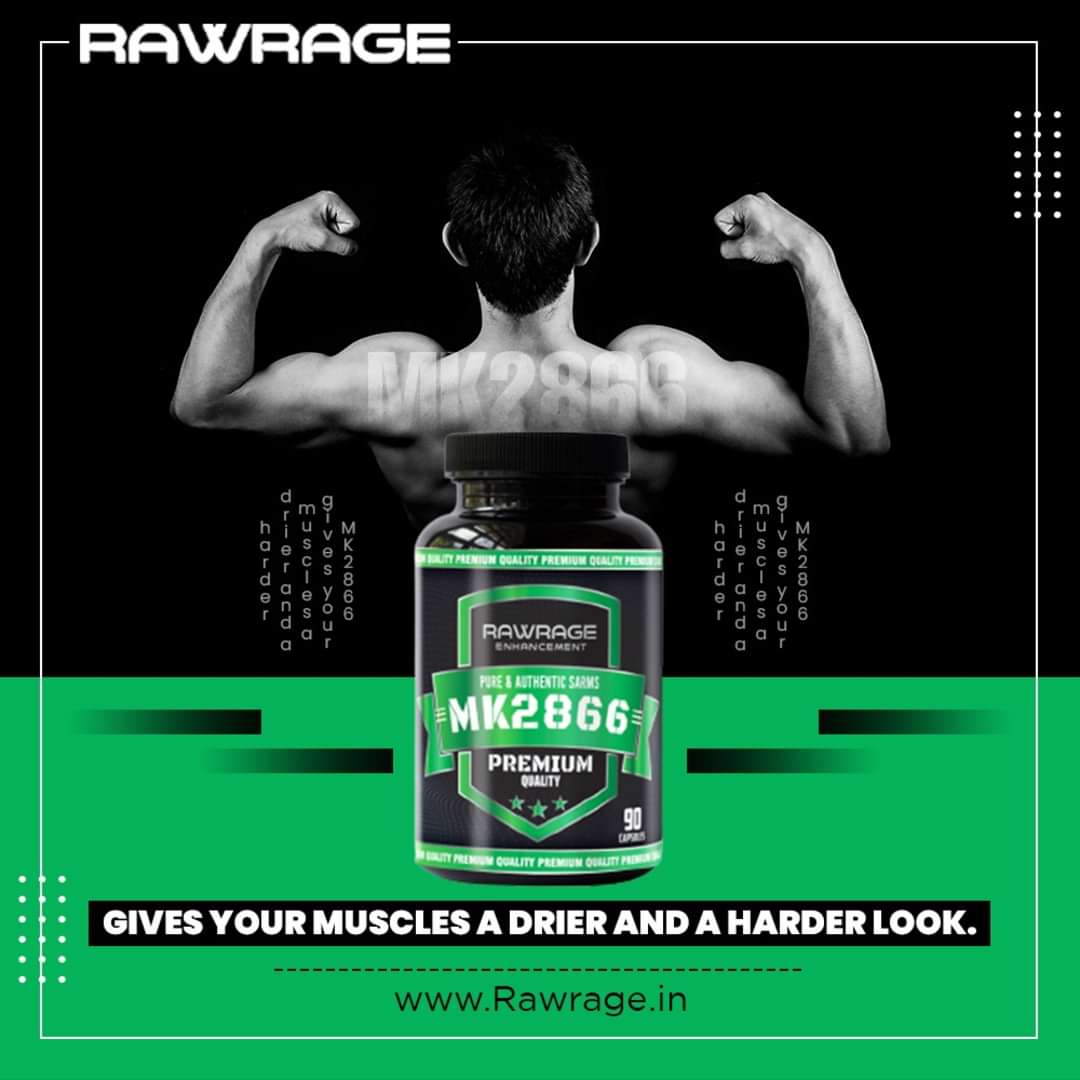 RAWRAGE
MK2866
harder
drier and a
muscles a
gives your
MK2866
harder
drier and a
muscles a
gives your
MK2866
QUALITY PREMIUM QUALITY PREMIUM QUALITY
RAWRAGE
ENHANCEMENT
PURE & AUTHENTIC SARMS
MK2866
PREMIUM
QUALITY
90
CAPSULES
QUALITY PREMIUM QUALITY PREMIUM QUALITY
GIVES YOUR MUSCLES A DRIER AND A HARDER LOOK.
www.Rawrage.in